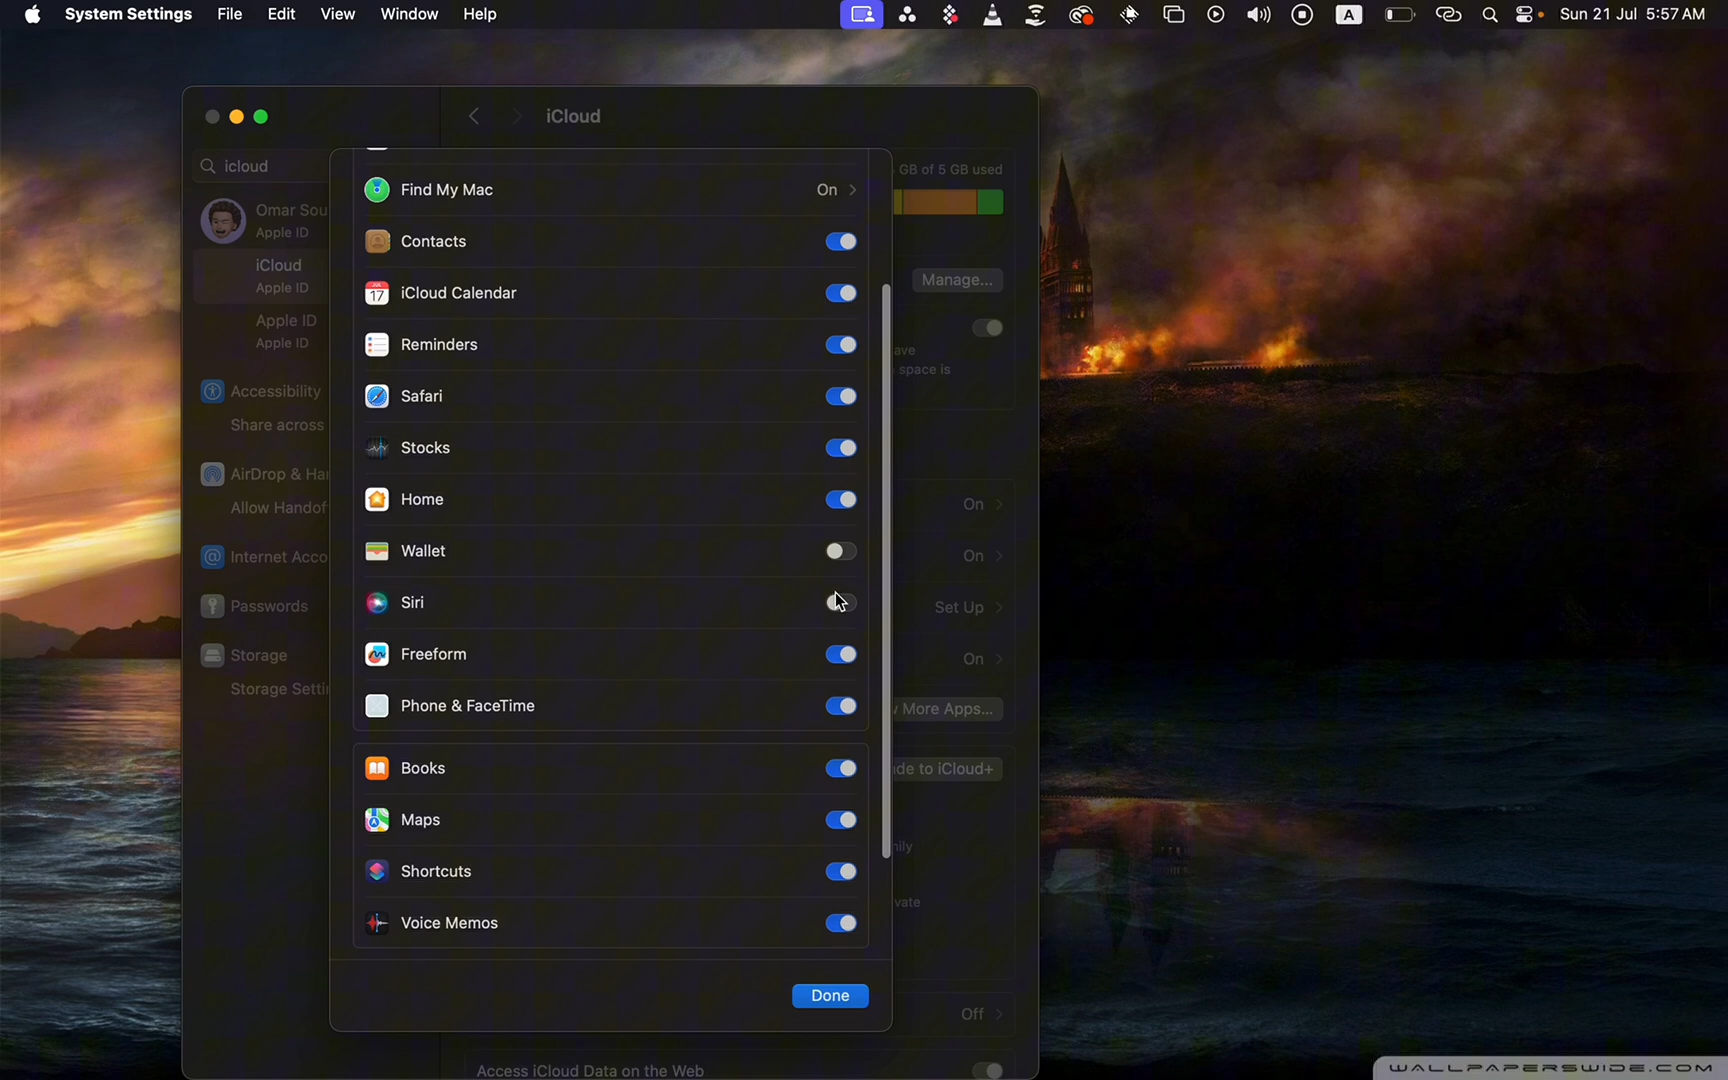 System Settings File Edit View Window Help
A
Sun 21 Jul 5:57 AM
iCloud
icloud
Omar Sou
Apple ID
iCloud
Apple ID
Apple ID
Apple ID
Accessibility
Share across
AirDrop & Ha
Allow Handof
Internet Acco
Passwords
Storage
Storage Setti
Find My Mac On
Contacts
JUL
17
iCloud Calendar
Reminders
Safari
Stocks
Home
Wallet
Siri
Freeform
Phone & FaceTime
Books
Maps
Shortcuts
Voice Memos
Done
GB of 5 GB used
Manage...
ave
space is
On
On
Set Up
On
More Apps...
de to iCloud+
ily
vate
Off
Access iCloud Data on the Web
WALLPAPERSWIDE.COM